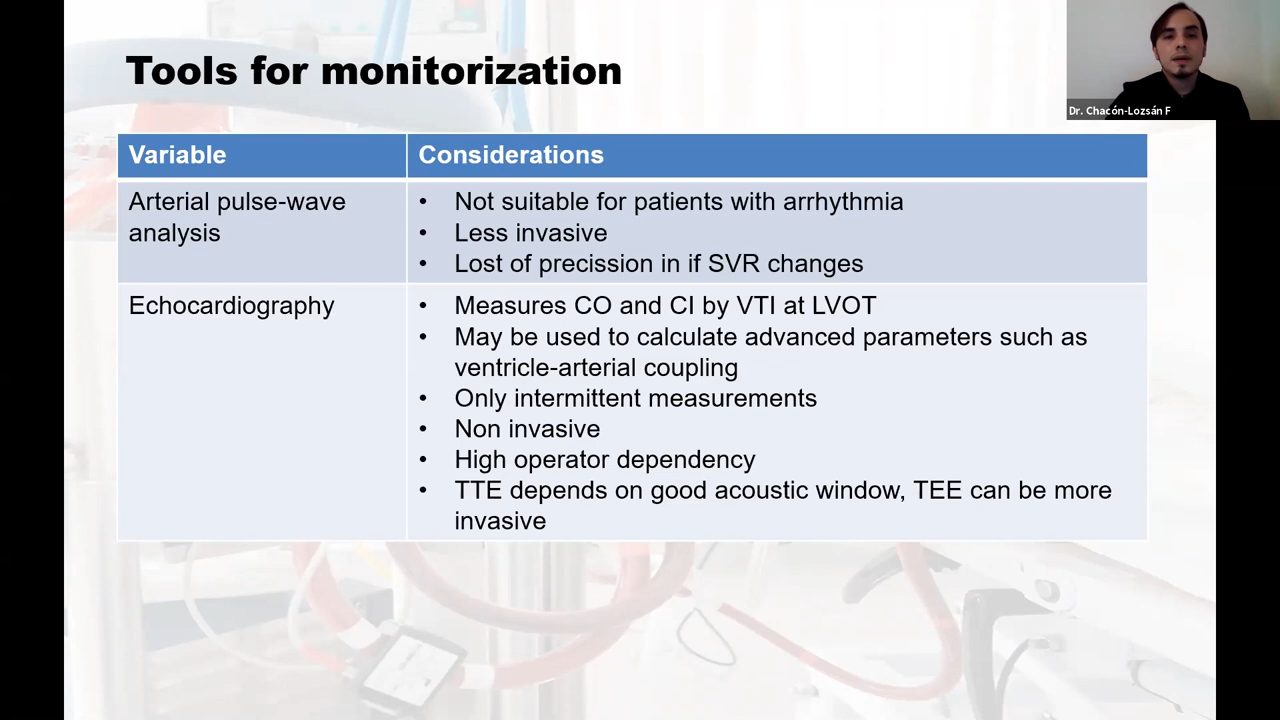 Tools for monitorization
Dr. Chacón-Lozsán F
Variable
Considerations
Arterial pulse-wave
analysis
• Not suitable for patients with arrhythmia
• Less invasive
• Lost of precission in if SVR changes
Echocardiography
• Measures CO and CI by VTI at LVOT
• May be used to calculate advanced parameters such as
ventricle-arterial coupling
• Only intermittent measurements
• Non invasive
• High operator dependency
• TTE depends on good acoustic window, TEE can be more
invasive